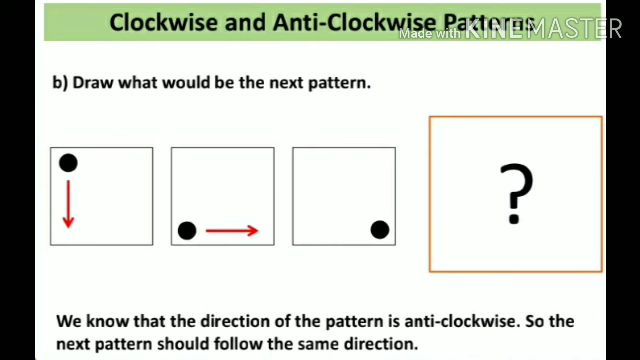 Clockwise and Anti-Clockwise Patterns
Made with KINEMASTER
b) Draw what would be the next pattern.
?
We know that the direction of the pattern is anti-clockwise. So the
next pattern should follow the same direction.